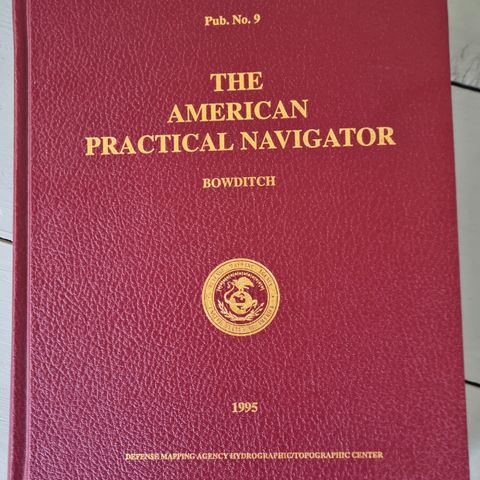 Pub. No. 9
THE
AMERICAN
PRACTICAL NAVIGATOR
BOWDITCH
1995
DEFENSE MAPPING AGENCY HYDROGRAPHIC/TOPOGRAPHIC CENTER